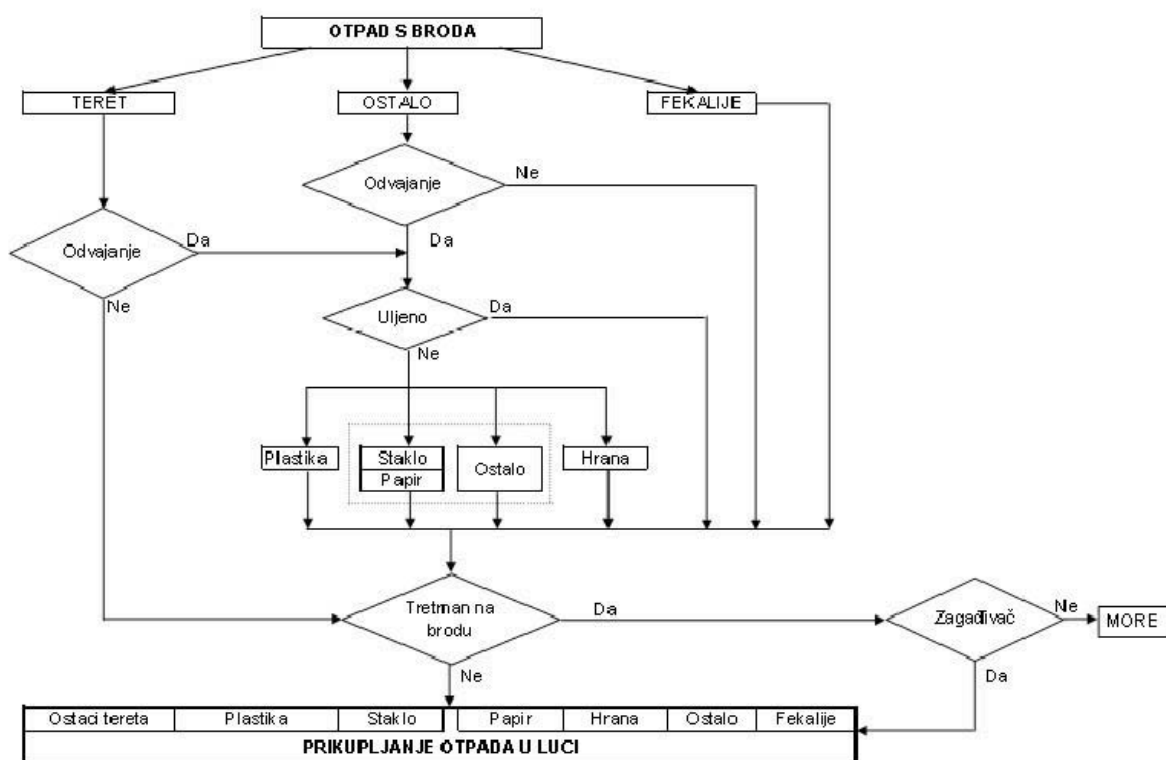 OTPAD S BRODA
TERET
OSTALO
FEKALIJE
Odvajanje
Ne
Odvajanje
Da
Da
Ne
Uljeno
Da
Ne
Plastika
Staklo
Papir
Ostalo
Hrana
Tretman na
brodu
Da
Zagađivač
Ne
MORE
Ne
Da
Ostaci tereta Plastika Staklo Papir Hrana Ostalo Fekalije
PRIKUPLJANJE OTPADA U LUCI